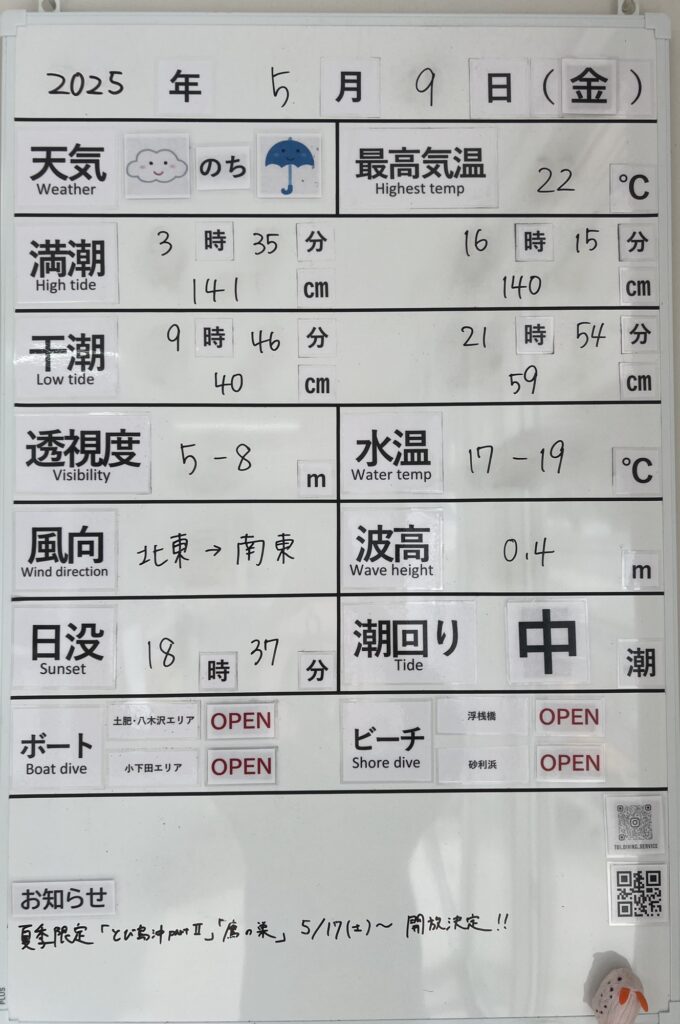 2025 年 5 月 9 日 (金)
天気 のち 最高気温
Weather Highest temp 22 ℃
満潮 3 時 35 分 16 時 15 分
High tide 141 cm 140 cm
干潮 9 時 46 分 21 時 54 分
Low tide 40 cm 59 cm
透視度 5-8 m 水温 17-19 ℃
Visibility Water temp
風向 北東→南東 波高 0.4 m
Wind direction Wave height
日没 18 時 37 分 潮回り 中 潮
Sunset Tide
ボート 土肥・八木沢エリア OPEN ビーチ 浮桟橋 OPEN
Boat dive 小下田エリア OPEN Shore dive 砂利浜 OPEN
TOI_DIVING_SERVICE
お知らせ
夏季限定「とび島沖partⅡ」「鷹の巣」 5/17(土)～ 開放決定!!
PLUS